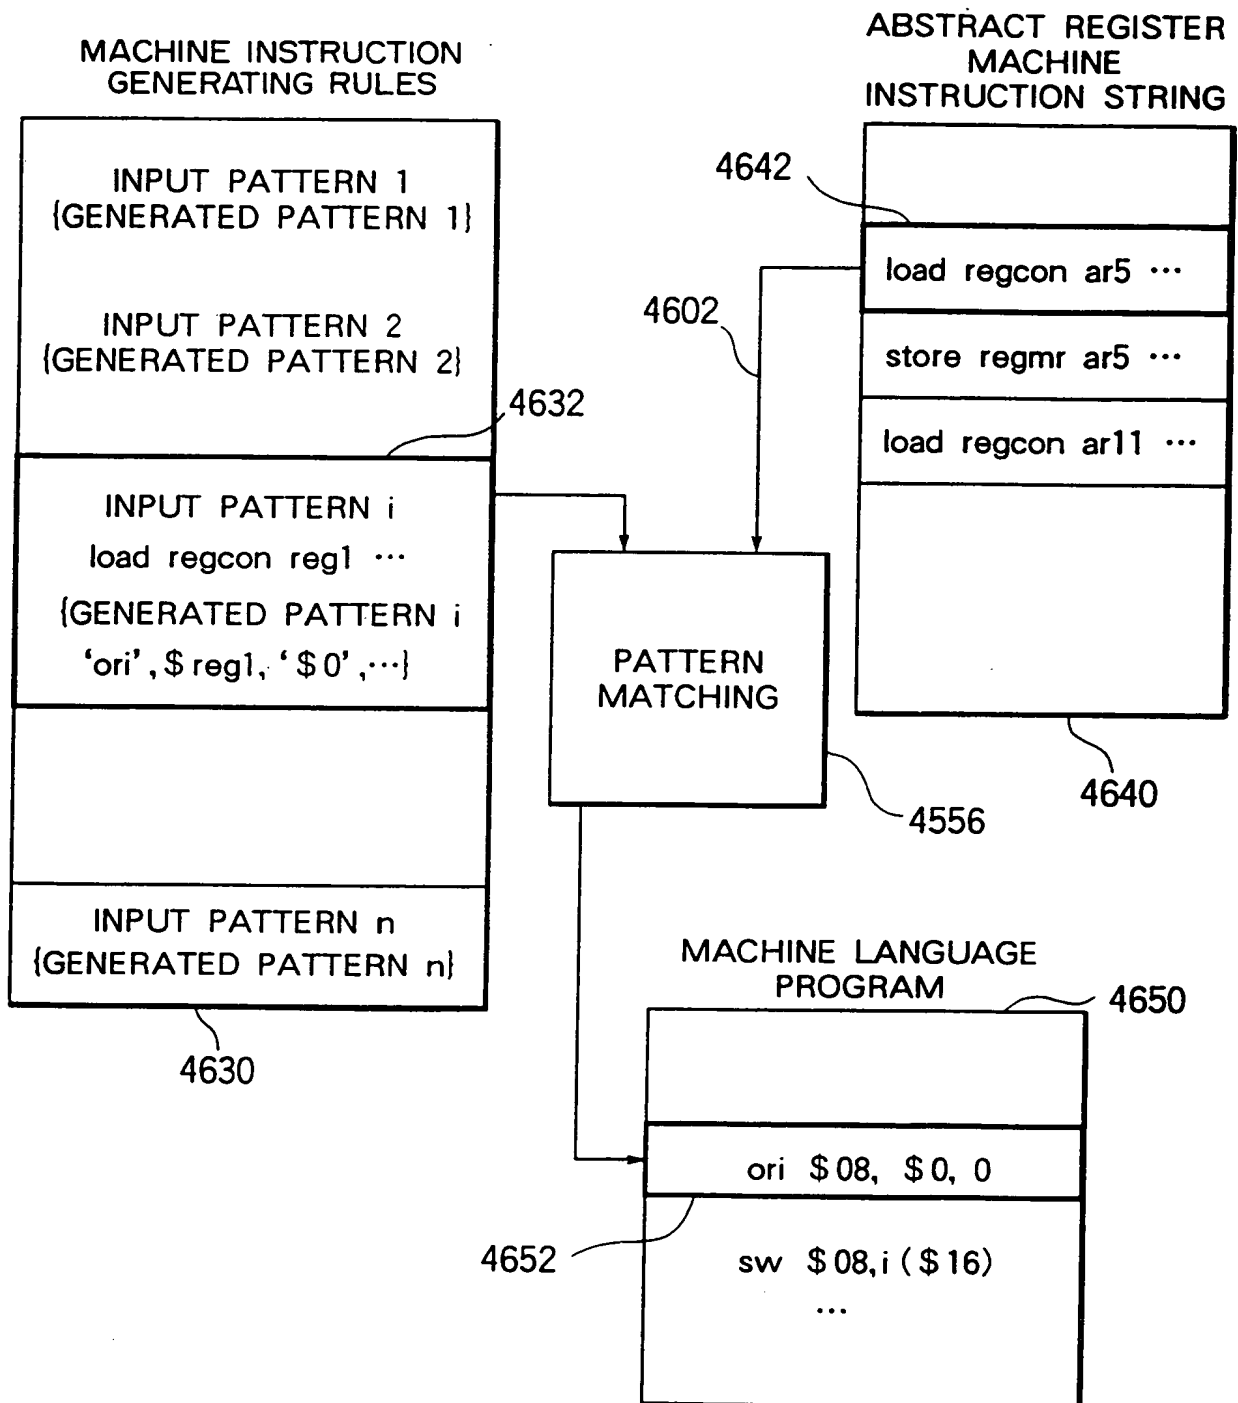 MACHINE INSTRUCTION
GENERATING RULES
INPUT PATTERN 1
{GENERATED PATTERN 1}
INPUT PATTERN 2
{GENERATED PATTERN 2}
4632
INPUT PATTERN i
load regcon reg1 ···
{GENERATED PATTERN i
‘ori’, $ reg1, ‘$0’, ···}
INPUT PATTERN n
{GENERATED PATTERN n}
4630
ABSTRACT REGISTER
MACHINE
INSTRUCTION STRING
4642
load regcon ar5 ···
4602
store regmr ar5 ···
load regcon ar11 ···
4640
PATTERN
MATCHING
4556
MACHINE LANGUAGE
PROGRAM
4650
ori $08, $0, 0
4652
sw $08, i ($16)
···